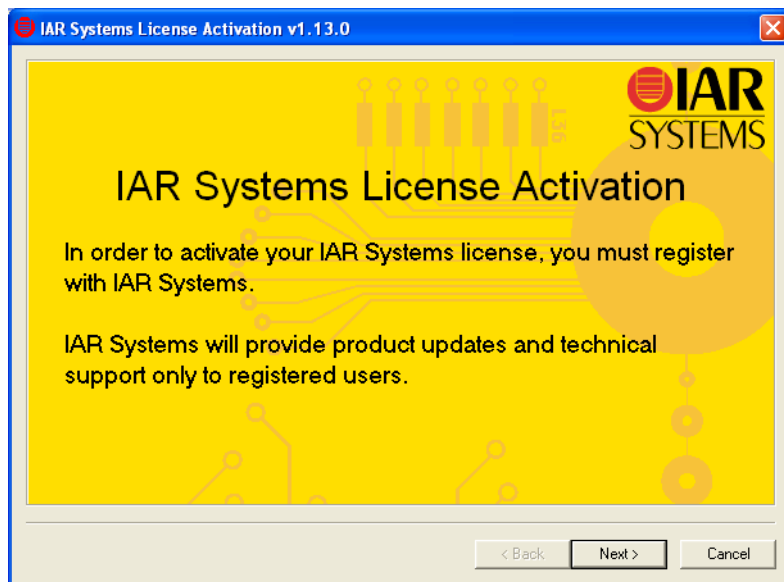 IAR Systems License Activation v1.13.0
IAR
SYSTEMS
L36
IAR Systems License Activation
In order to activate your IAR Systems license, you must register
with IAR Systems.
IAR Systems will provide product updates and technical
support only to registered users.
< Back
Next >
Cancel